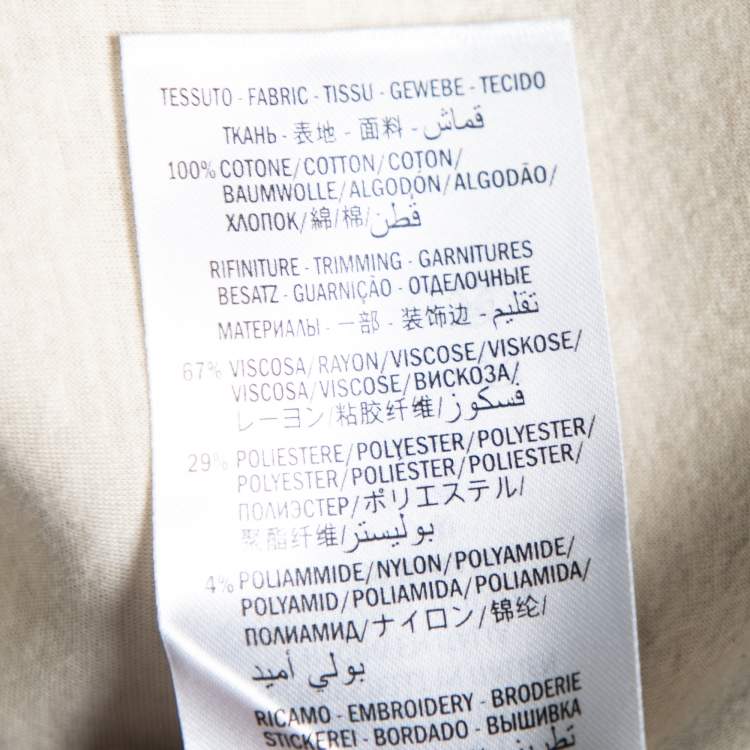 TESSUTO - FABRIC - TISSU - GEWEBE - TECIDO
ТКАНЬ - 表地 - 面料 - قماش
100% COTONE/COTTON/COTON/
BAUMWOLLE/ALGODÓN/ALGODÃO/
ХЛОПОК/綿/棉/قطن
RIFINITURE - TRIMMING - GARNITURES
BESATZ - GUARNIÇÃO - ОТДЕЛОЧНЫЕ
МАТЕРИАЛЫ - 一部 - 装饰边 - تقليم
67% VISCOSA/RAYON/VISCOSE/VISKOSE/
VISCOSA/VISCOSE/ВИСКОЗА/
レーヨン/粘胶纤维/فسكوز
29% POLIESTERE/POLYESTER/POLYESTER/
POLYESTER/POLIÉSTER/POLIESTER/
ПОЛИЭСТЕР/ポリエステル/
聚酯纤维/بوليستر
4% POLIAMMIDE/NYLON/POLYAMIDE/
POLYAMID/POLIAMIDA/POLIAMIDA/
ПОЛИАМИД/ナイロン/锦纶/
بولي أميد
RICAMO - EMBROIDERY - BRODERIE
STICKEREI - BORDADO - ВЫШИВКА
تطريز